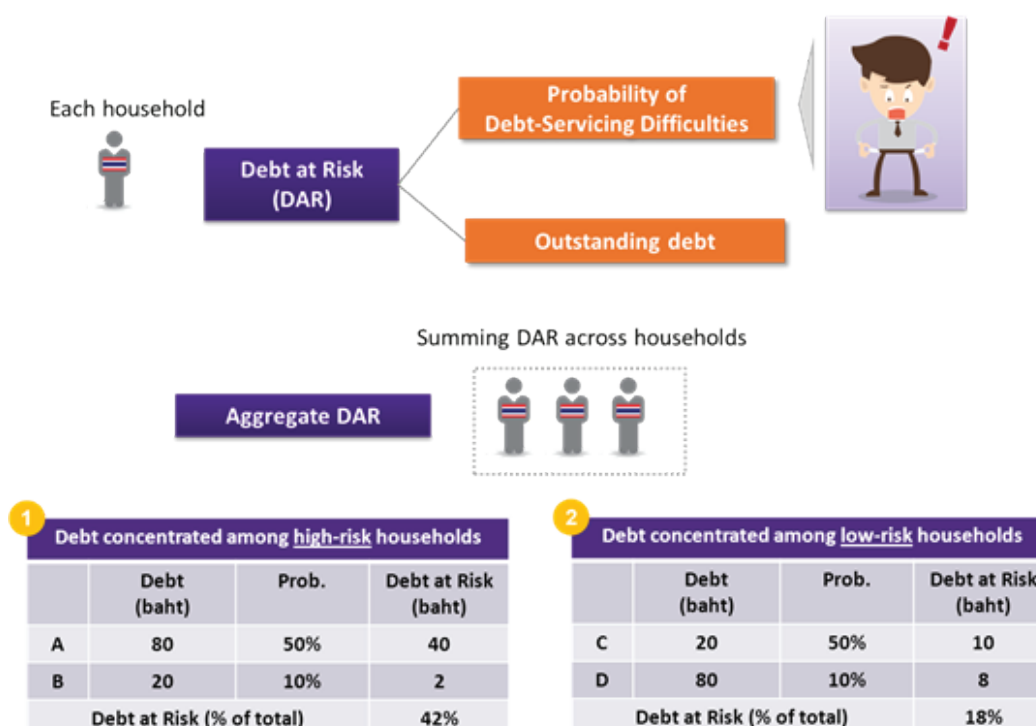 Each household
Debt at Risk
(DAR)
Probability of
Debt-Servicing Difficulties
!
Outstanding debt
Summing DAR across households
Aggregate DAR
1
Debt concentrated among high-risk households
Debt
(baht)
Prob.
Debt at Risk
(baht)
A 80 50% 40
B 20 10% 2
Debt at Risk (% of total) 42%
2
Debt concentrated among low-risk households
Debt
(baht)
Prob.
Debt at Risk
(baht)
C 20 50% 10
D 80 10% 8
Debt at Risk (% of total) 18%